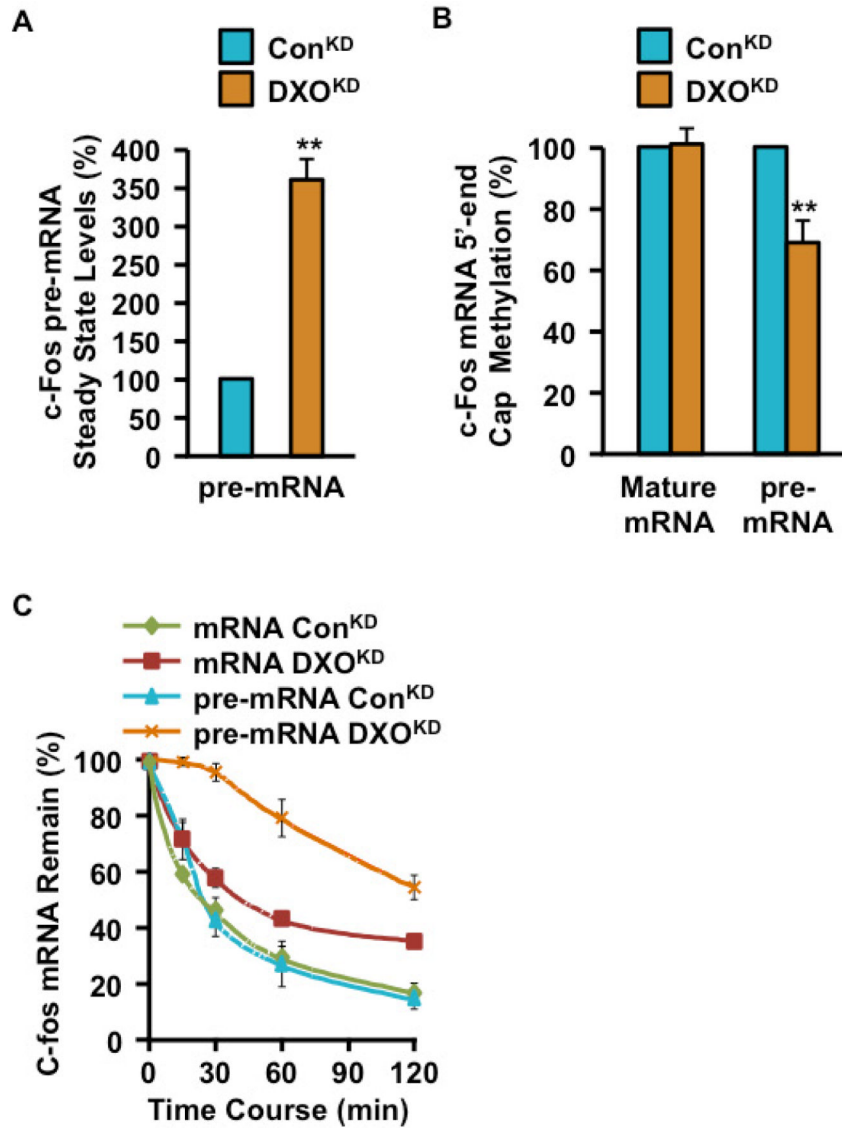 A
Con^KD
DXO^KD
c-Fos pre-mRNA
Steady State Levels (%)
400
350
300
250
200
150
100
50
0
**
pre-mRNA
B
Con^KD
DXO^KD
c-Fos mRNA 5'-end
Cap Methylation (%)
100
80
60
40
20
0
**
Mature
mRNA
pre-
mRNA
C
mRNA Con^KD
mRNA DXO^KD
pre-mRNA Con^KD
pre-mRNA DXO^KD
C-fos mRNA Remain (%)
100
80
60
40
20
0
0 30 60 90 120
Time Course (min)